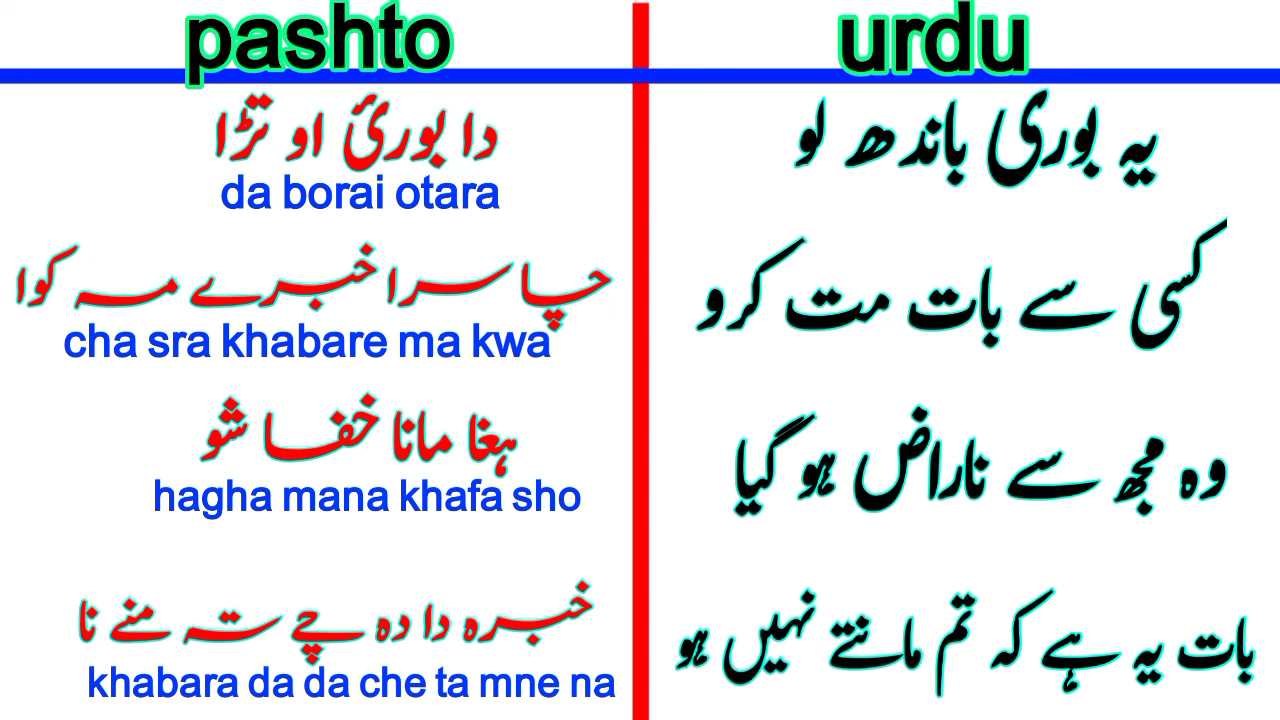 pashto
دا بورئ او تڑا
da borai otara
چا سرا خبرے مہ کوا
cha sra khabare ma kwa
ہغا مانا خفا شو
hagha mana khafa sho
خبرہ دا دہ چے تہ منے نا
khabara da da che ta mne na
urdu
یہ بوری باندھ لو
کسی سے بات مت کرو
وہ مجھ سے ناراض ہو گیا
بات یہ ہے کہ تم مانتے نہیں ہو